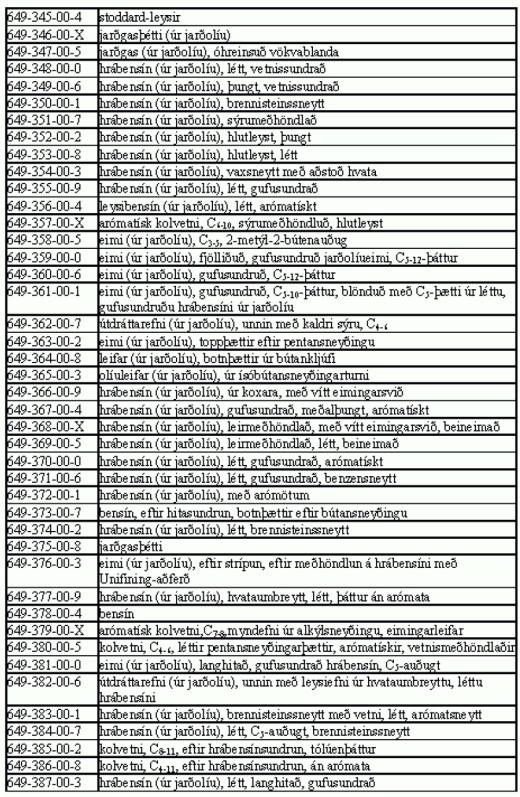 649-345-00-4 stoddard-leysir
649-346-00-X jarðgasþétti (úr jarðolíu)
649-347-00-5 jarðgas (úr jarðolíu), óhreinsuð vökvablanda
649-348-00-0 hrábensín (úr jarðolíu), létt, vetnissundrað
649-349-00-6 hrábensín (úr jarðolíu), þungt, vetnissundrað
649-350-00-1 hrábensín (úr jarðolíu), brennisteinssneytt
649-351-00-7 hrábensín (úr jarðolíu), sýrumeðhöndlað
649-352-00-2 hrábensín (úr jarðolíu), hlutleyst, þungt
649-353-00-8 hrábensín (úr jarðolíu), hlutleyst, létt
649-354-00-3 hrábensín (úr jarðolíu), vaxsneytt með aðstoð hvata
649-355-00-9 hrábensín (úr jarðolíu), létt, gufusundrað
649-356-00-4 leysibensín (úr jarðolíu), létt, arómatískt
649-357-00-X arómatísk kolvetni, C₆₋₁₀, sýrumeðhöndluð, hlutleyst
649-358-00-5 eimi (úr jarðolíu), C₃₋₅, 2-metýl-2-bútenauðug
649-359-00-0 eimi (úr jarðolíu), fjölliðuð, gufusundruð jarðolíueimi, C₅₋₁₂-þáttur
649-360-00-6 eimi (úr jarðolíu), gufusundruð, C₅₋₁₂-þáttur
649-361-00-1 eimi (úr jarðolíu), gufusundruð, C₅₋₁₀-þáttur, blönduð með C₅-þætti úr léttu,
gufusundruðu hrábensíni úr jarðolíu
649-362-00-7 útdráttarefni (úr jarðolíu), unnin með kaldri sýru, C₄₋₆
649-363-00-2 eimi (úr jarðolíu), toppþættir eftir pentansneyðingu
649-364-00-8 leifar (úr jarðolíu), botnþættir úr bútankljúfi
649-365-00-3 olíuleifar (úr jarðolíu), úr ísóbútansneyðingarturni
649-366-00-9 hrábensín (úr jarðolíu), úr koxara, með vítt eimingarsvið
649-367-00-4 hrábensín (úr jarðolíu), gufusundrað, meðalþungt, arómatískt
649-368-00-X hrábensín (úr jarðolíu), leirmeðhöndlað, með vítt eimingarsvið, beineimað
649-369-00-5 hrábensín (úr jarðolíu), leirmeðhöndlað, létt, beineimað
649-370-00-0 hrábensín (úr jarðolíu), létt, gufusundrað, arómatískt
649-371-00-6 hrábensín (úr jarðolíu), létt, gufusundrað, benzensneytt
649-372-00-1 hrábensín (úr jarðolíu), með arómötum
649-373-00-7 bensín, eftir hitasundrun, botnþættir eftir bútansneyðingu
649-374-00-2 hrábensín (úr jarðolíu), létt, brennisteinssneytt
649-375-00-8 jarðgasþétti
649-376-00-3 eimi (úr jarðolíu), eftir strípun, eftir meðhöndlun á hrábensíni með
Unifining-aðferð
649-377-00-9 hrábensín (úr jarðolíu), hvataumbreytt, létt, þáttur án arómata
649-378-00-4 bensín
649-379-00-X arómatísk kolvetni,C₇₋₈,myndefni úr alkýlsneyðingu, eimingarleifar
649-380-00-5 kolvetni, C₄₋₆, léttir pentansneyðingarþættir, arómatískir, vetnismeðhöndlaðir
649-381-00-0 eimi (úr jarðolíu), langhitað, gufusundrað hrábensín, C₅-auðugt
649-382-00-6 útdráttarefni (úr jarðolíu), unnin með leysiefni úr hvataumbreyttu, léttu
hrábensíni
649-383-00-1 hrábensín (úr jarðolíu), brennisteinssneytt með vetni, létt, arómatsneytt
649-384-00-7 hrábensín (úr jarðolíu), létt, C₅-auðugt, brennisteinssneytt
649-385-00-2 kolvetni, C₈₋₁₁, eftir hrábensínsundrun, tólúenþáttur
649-386-00-8 kolvetni, C₄₋₁₁, eftir hrábensínsundrun, án arómata
649-387-00-3 hrábensín (úr jarðolíu), létt, langhitað, gufusundrað